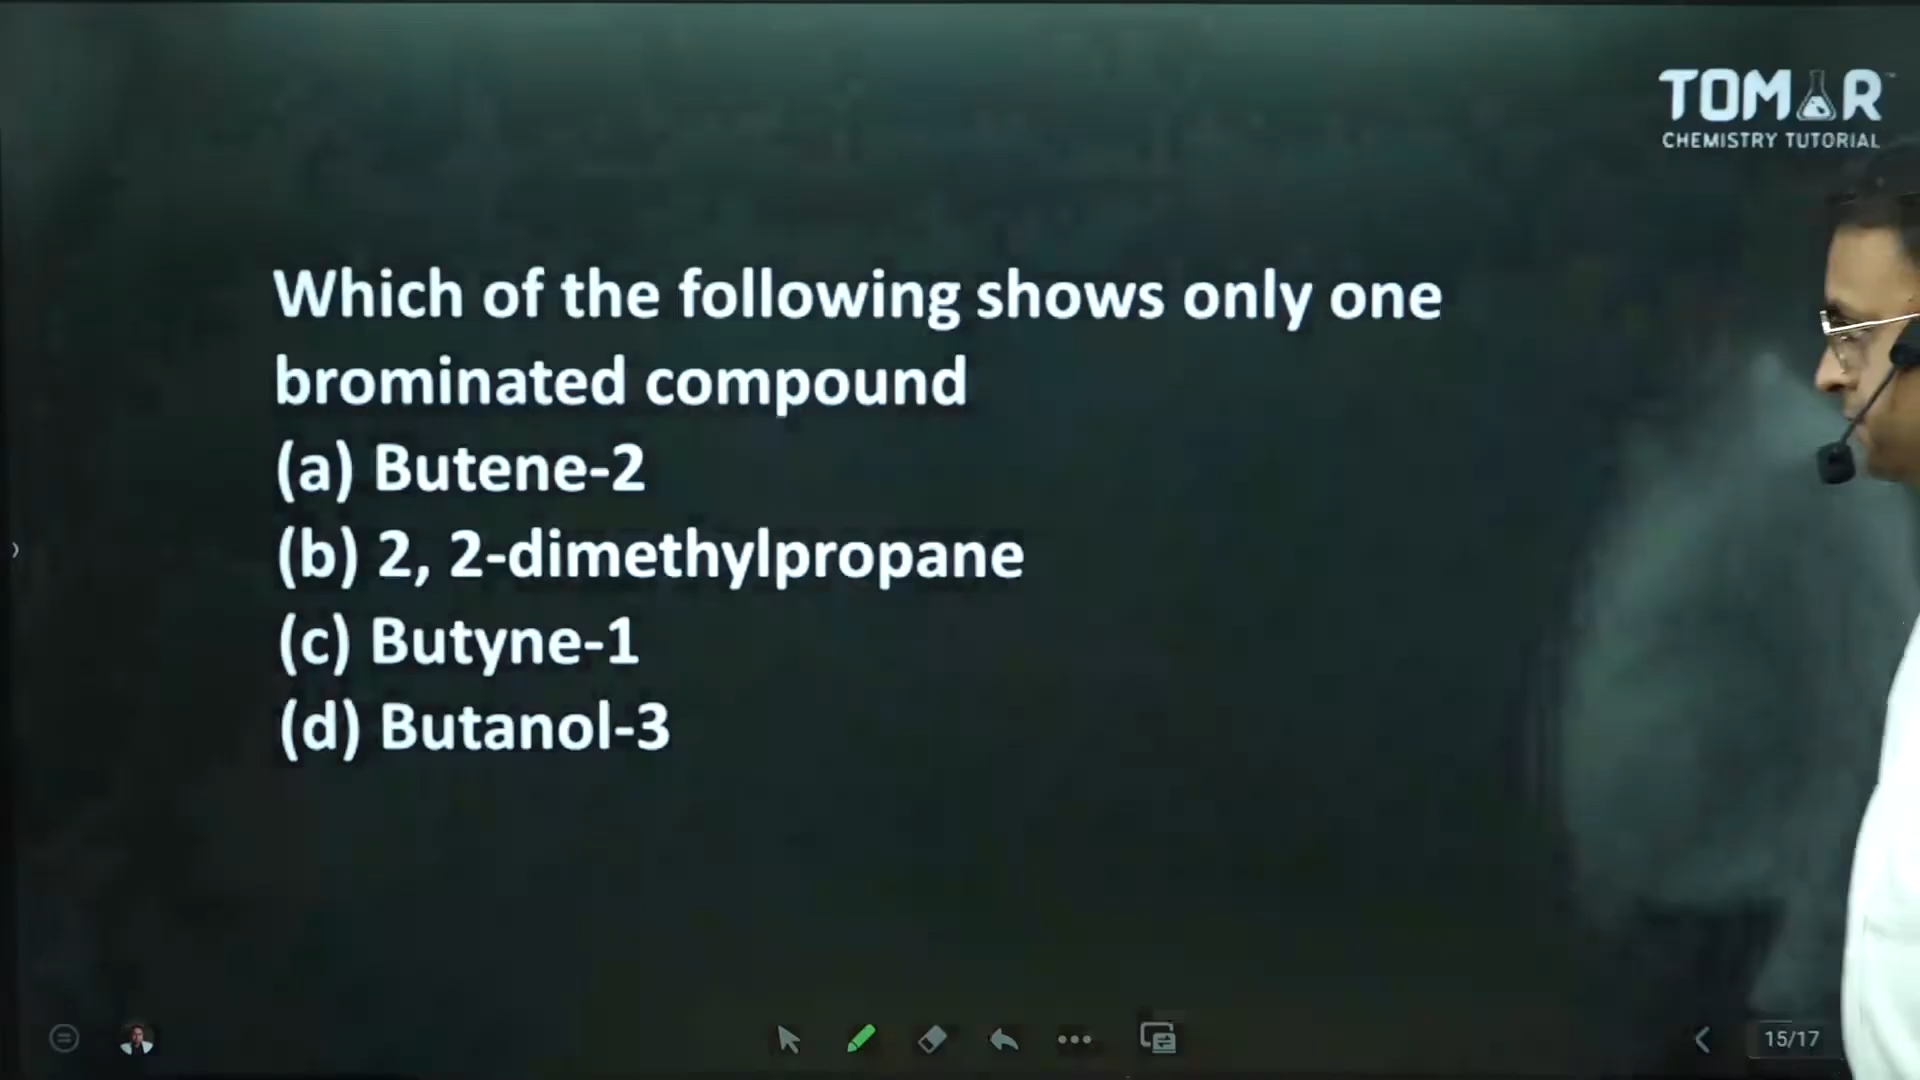 TOMAR™
CHEMISTRY TUTORIAL
Which of the following shows only one
brominated compound
(a) Butene-2
(b) 2, 2-dimethylpropane
(c) Butyne-1
(d) Butanol-3
15/17